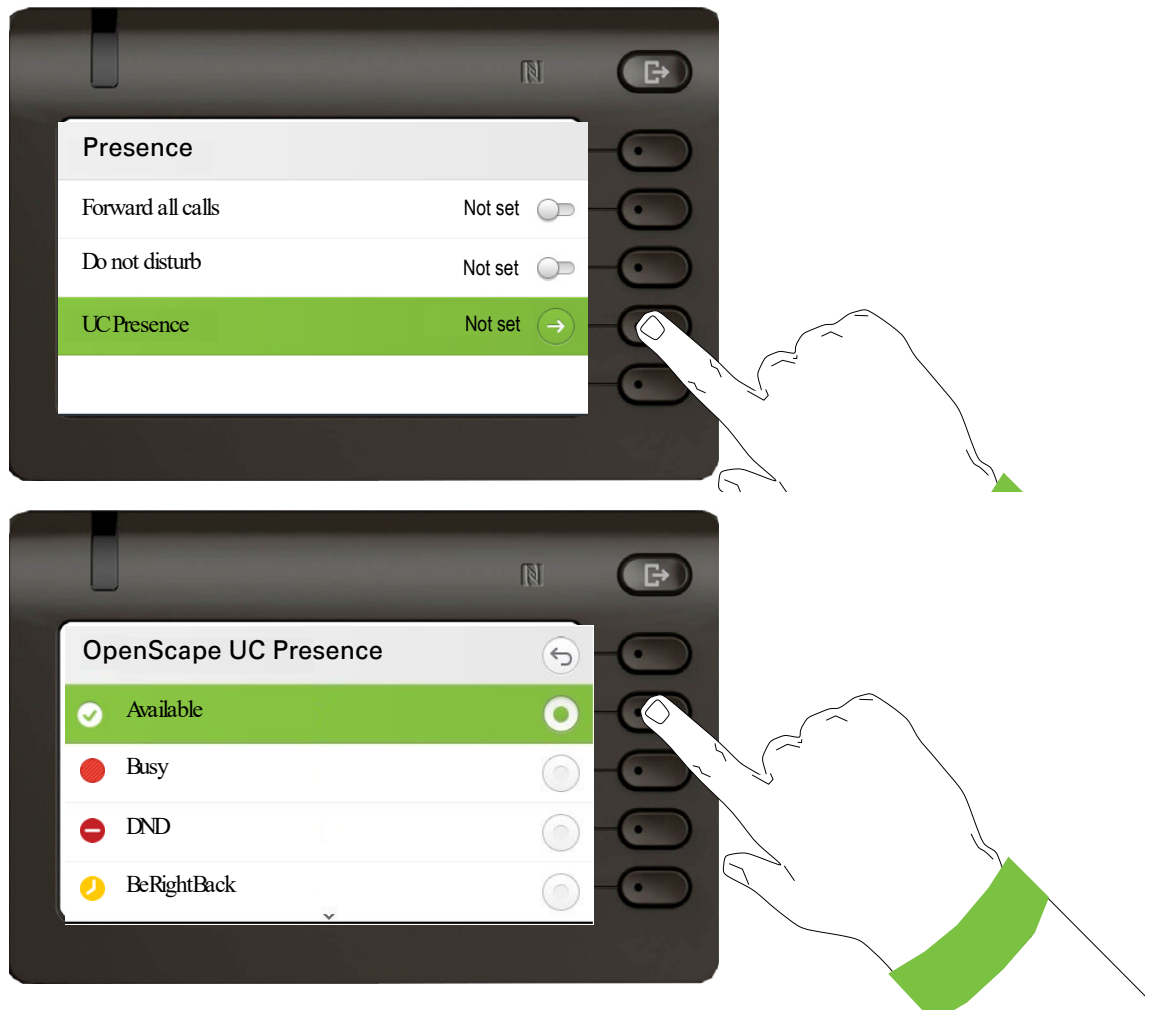 Presence
Forward all calls Not set
Do not disturb Not set
UC Presence Not set
OpenScape UC Presence
Available
Busy
DND
BeRightBack